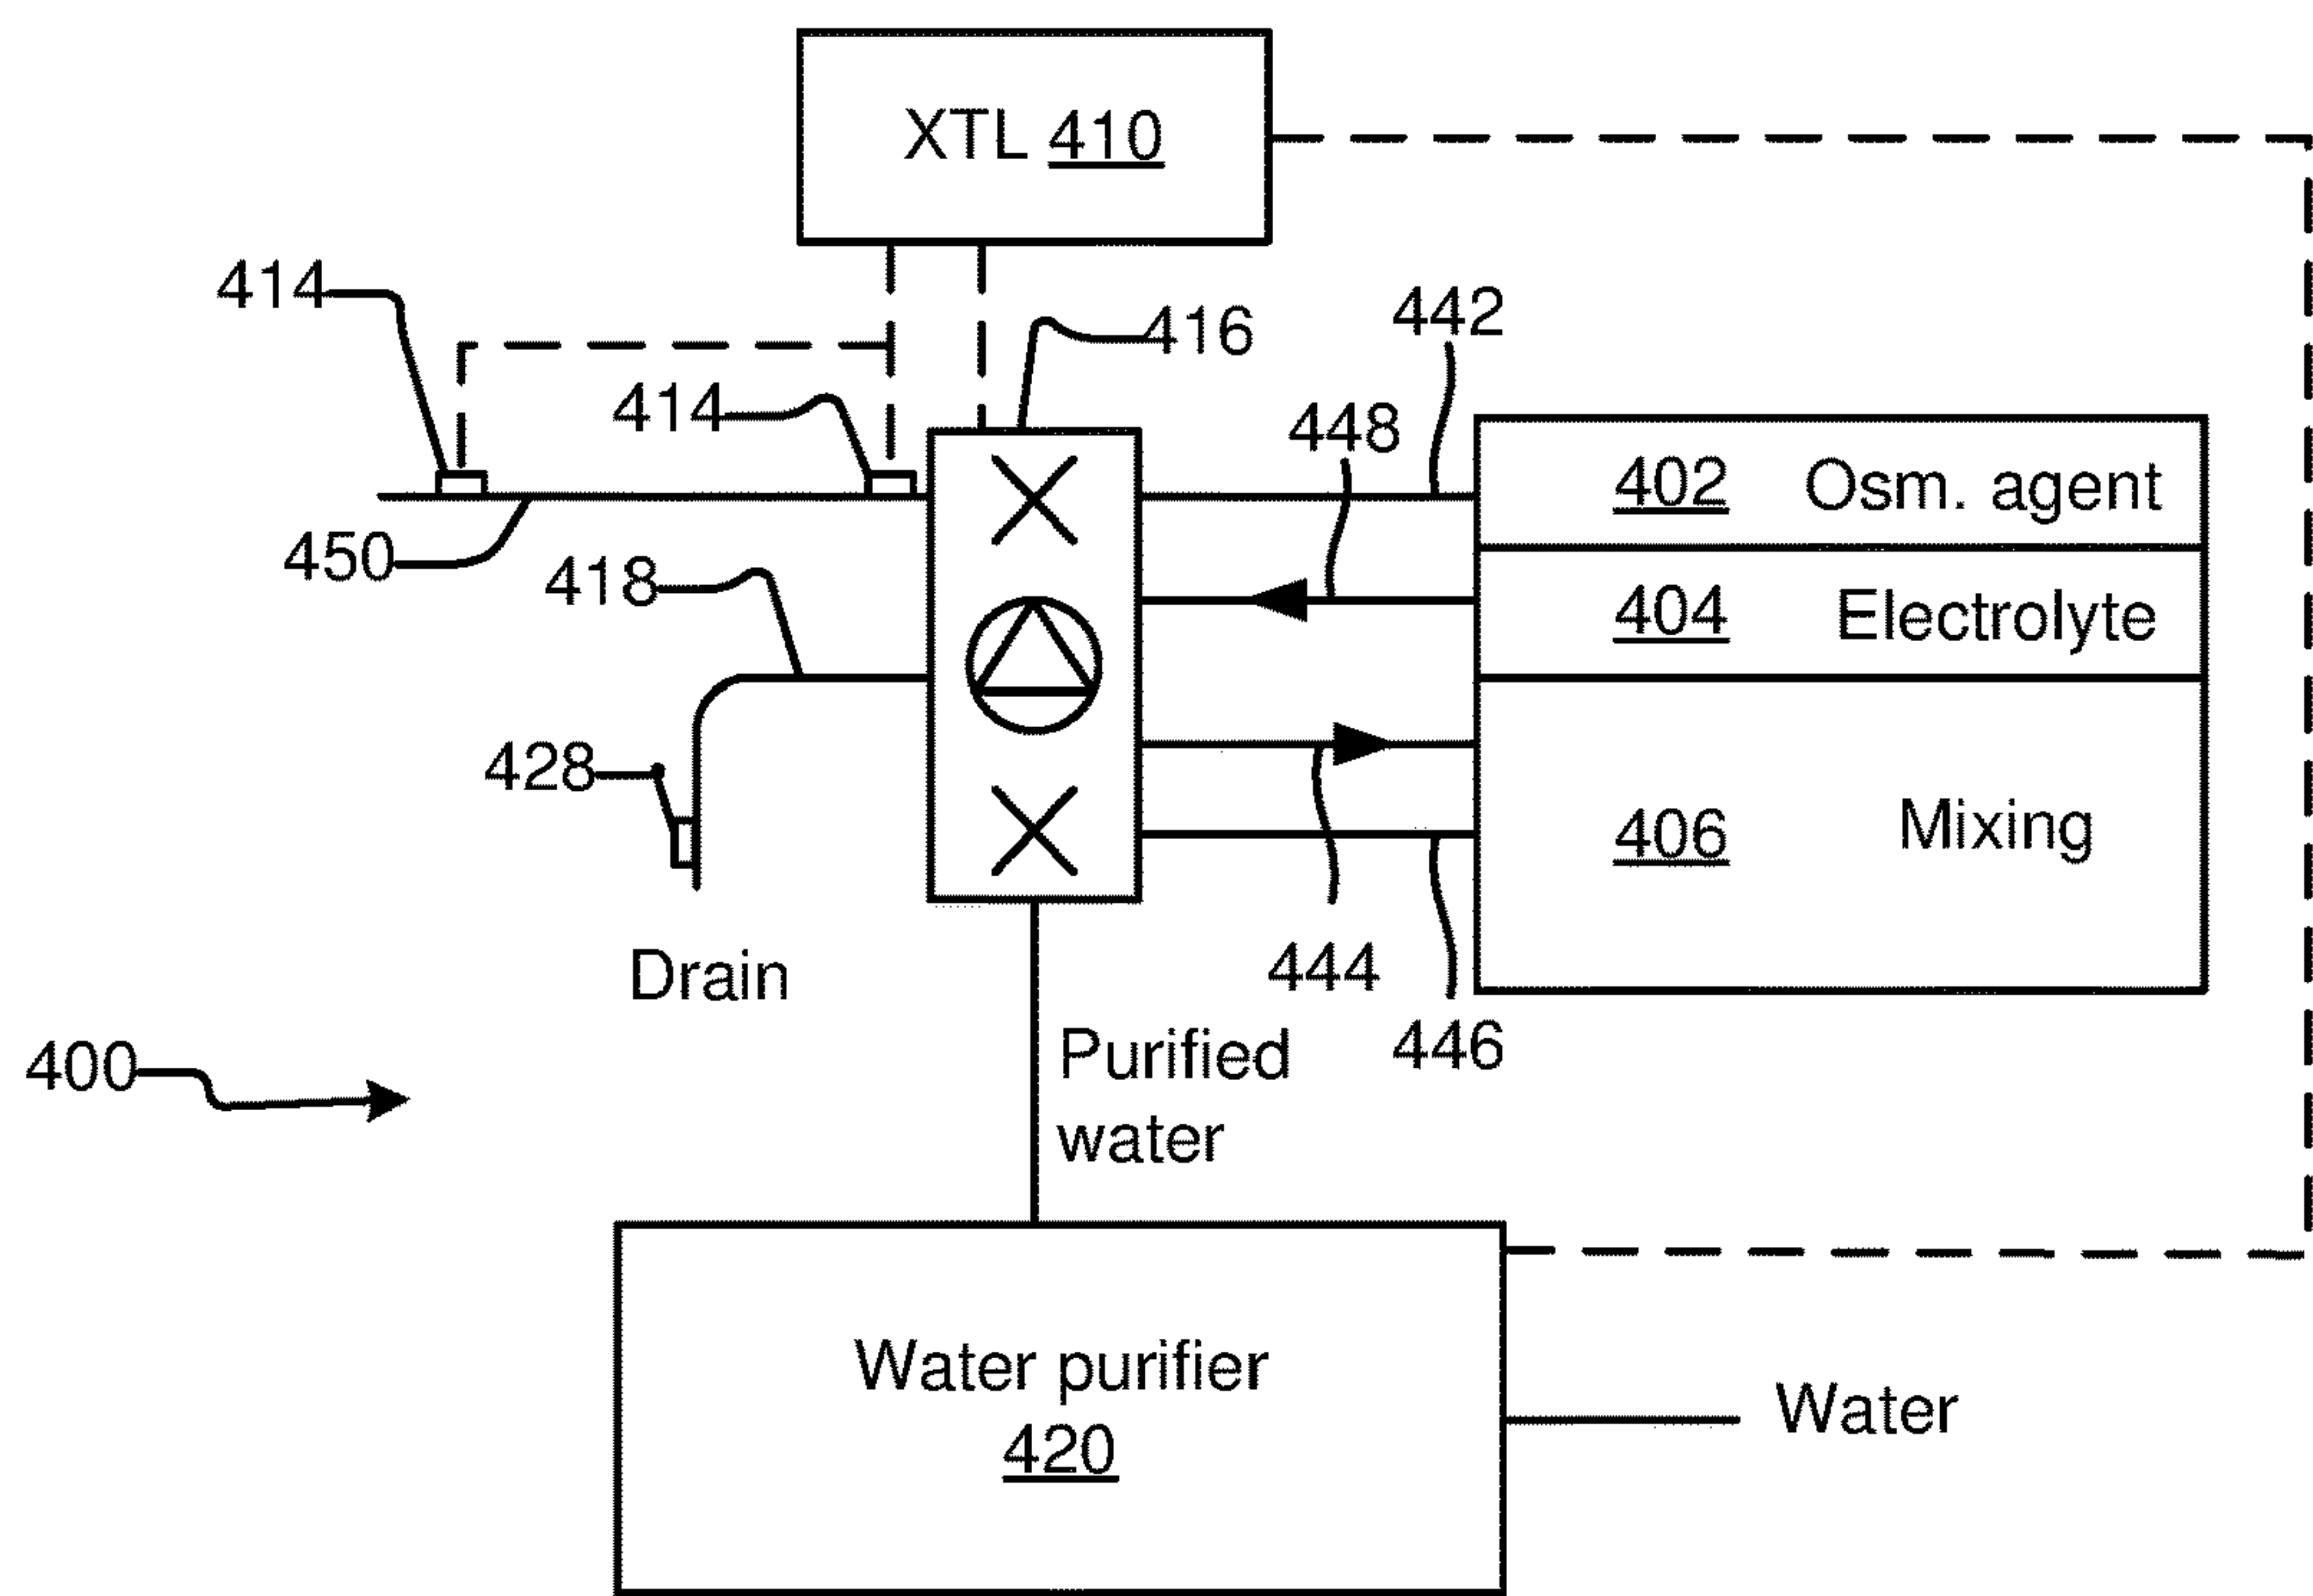 XTL 410
414
416
442
414
448
402 Osm. agent
450
418
404 Electrolyte
428
406 Mixing
Drain
444
446
400
Purified
water
Water purifier
420
Water